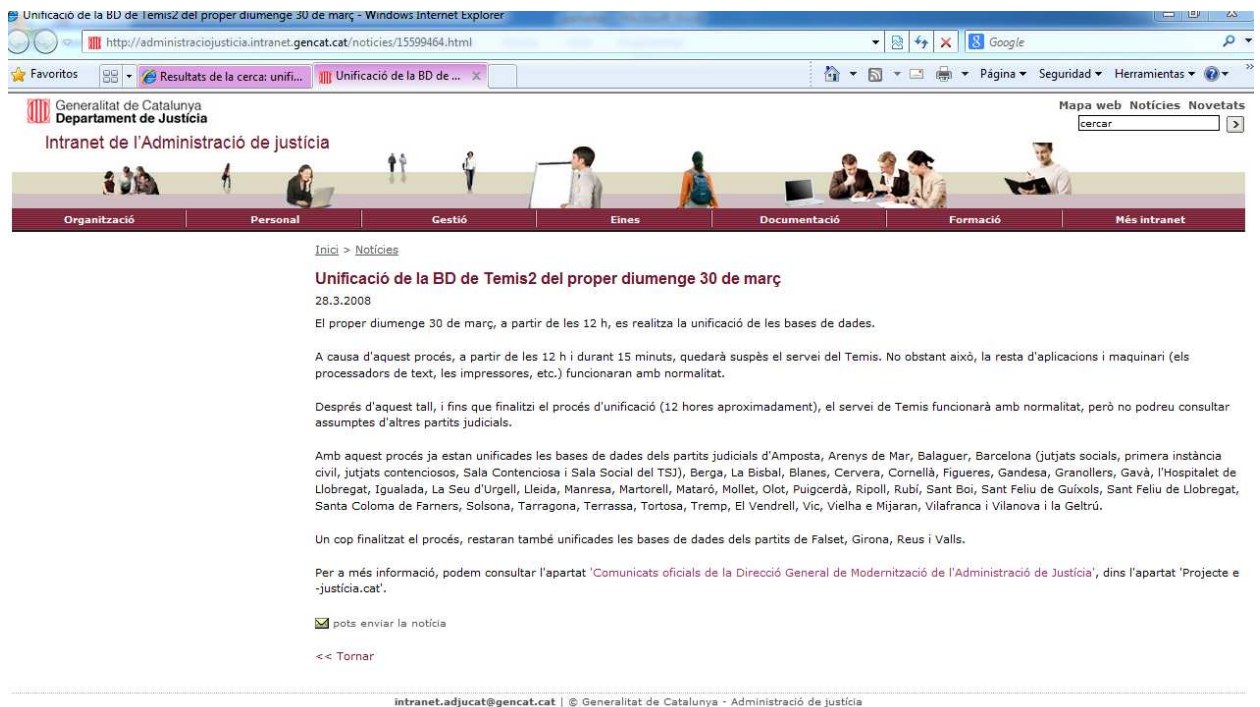 Unificació de la BD de Temis2 del proper diumenge 30 de març - Windows Internet Explorer
http://administraciojusticia.intranet.gencat.cat/noticies/15599464.html
Google
Favoritos
Resultats de la cerca: unifi...
Unificació de la BD de ...
Página
Seguridad
Herramientas
Generalitat de Catalunya
Departament de Justícia
Mapa web Notícies Novetats
cercar
Intranet de l'Administració de justícia
Organització Personal Gestió Eines Documentació Formació Més intranet
Inici > Notícies
Unificació de la BD de Temis2 del proper diumenge 30 de març
28.3.2008
El proper diumenge 30 de març, a partir de les 12 h, es realitza la unificació de les bases de dades.
A causa d'aquest procés, a partir de les 12 h i durant 15 minuts, quedarà suspès el servei del Temis. No obstant això, la resta d'aplicacions i maquinari (els
processadors de text, les impressores, etc.) funcionaran amb normalitat.
Després d'aquest tall, i fins que finalitzi el procés d'unificació (12 hores aproximadament), el servei de Temis funcionarà amb normalitat, però no podreu consultar
assumptes d'altres partits judicials.
Amb aquest procés ja estan unificades les bases de dades dels partits judicials d'Amposta, Arenys de Mar, Balaguer, Barcelona (jutjats socials, primera instància
civil, jutjats contenciosos, Sala Contenciosa i Sala Social del TSJ), Berga, La Bisbal, Blanes, Cervera, Cornellà, Figueres, Gandesa, Granollers, Gavà, l'Hospitalet de
Llobregat, Igualada, La Seu d'Urgell, Lleida, Manresa, Martorell, Mataró, Mollet, Olot, Puigcerdà, Ripoll, Rubí, Sant Boi, Sant Feliu de Guíxols, Sant Feliu de Llobregat,
Santa Coloma de Farners, Solsona, Tarragona, Terrassa, Tortosa, Tremp, El Vendrell, Vic, Vielha e Mijaran, Vilafranca i Vilanova i la Geltrú.
Un cop finalitzat el procés, restaran també unificades les bases de dades dels partits de Falset, Girona, Reus i Valls.
Per a més informació, podem consultar l'apartat 'Comunicats oficials de la Direcció General de Modernització de l'Administració de Justícia', dins l'apartat 'Projecte e
-justícia.cat'.
pots enviar la notícia
<< Tornar
intranet.adjucat@gencat.cat | © Generalitat de Catalunya - Administració de justícia